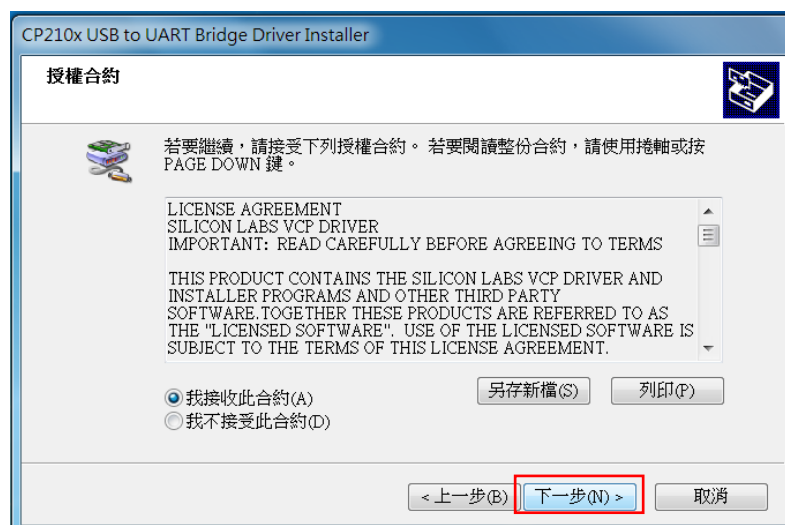 CP210x USB to UART Bridge Driver Installer
授權合約
若要繼續，請接受下列授權合約。 若要閱讀整份合約，請使用捲軸或按
PAGE DOWN 鍵。
LICENSE AGREEMENT
SILICON LABS VCP DRIVER
IMPORTANT: READ CAREFULLY BEFORE AGREEING TO TERMS
THIS PRODUCT CONTAINS THE SILICON LABS VCP DRIVER AND
INSTALLER PROGRAMS AND OTHER THIRD PARTY
SOFTWARE.TOGETHER THESE PRODUCTS ARE REFERRED TO AS
THE "LICENSED SOFTWARE". USE OF THE LICENSED SOFTWARE IS
SUBJECT TO THE TERMS OF THIS LICENSE AGREEMENT.
我接收此合約(A)
另存新檔(S) 列印(P)
我不接受此合約(D)
< 上一步(B) 下一步(N) > 取消